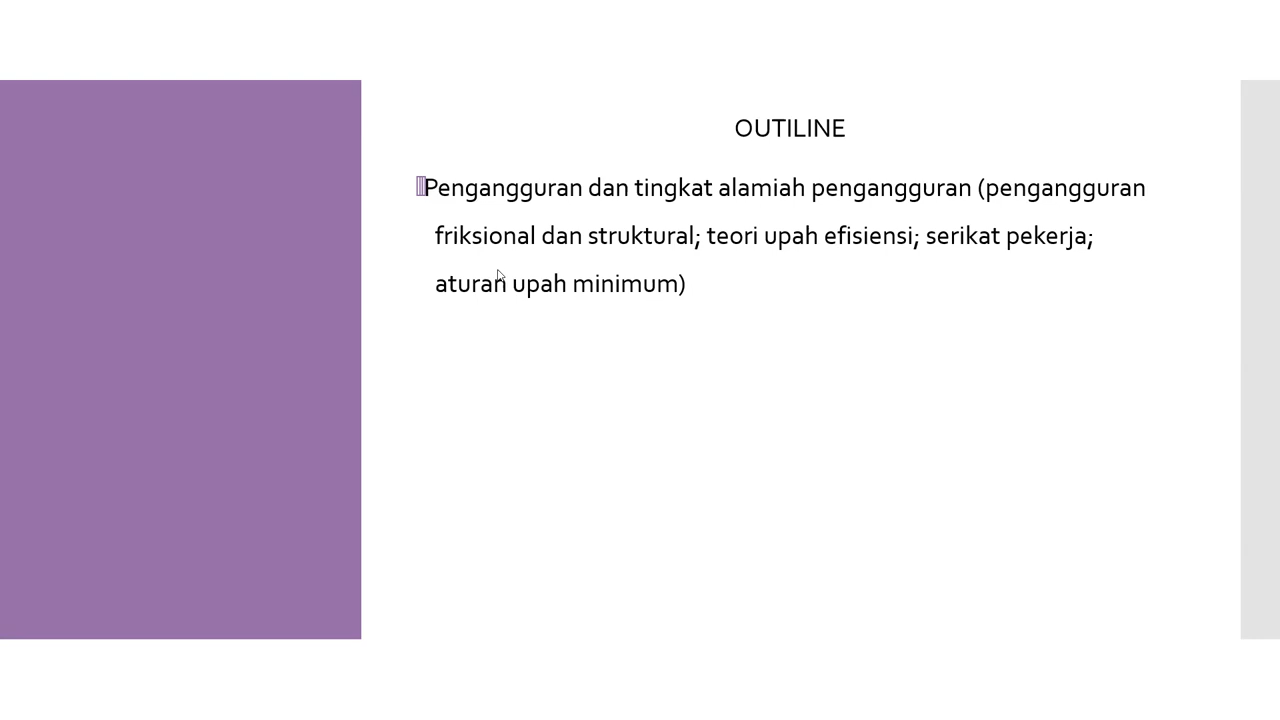 OUTILINE
Pengangguran dan tingkat alamiah pengangguran (pengangguran
friksional dan struktural; teori upah efisiensi; serikat pekerja;
aturan upah minimum)